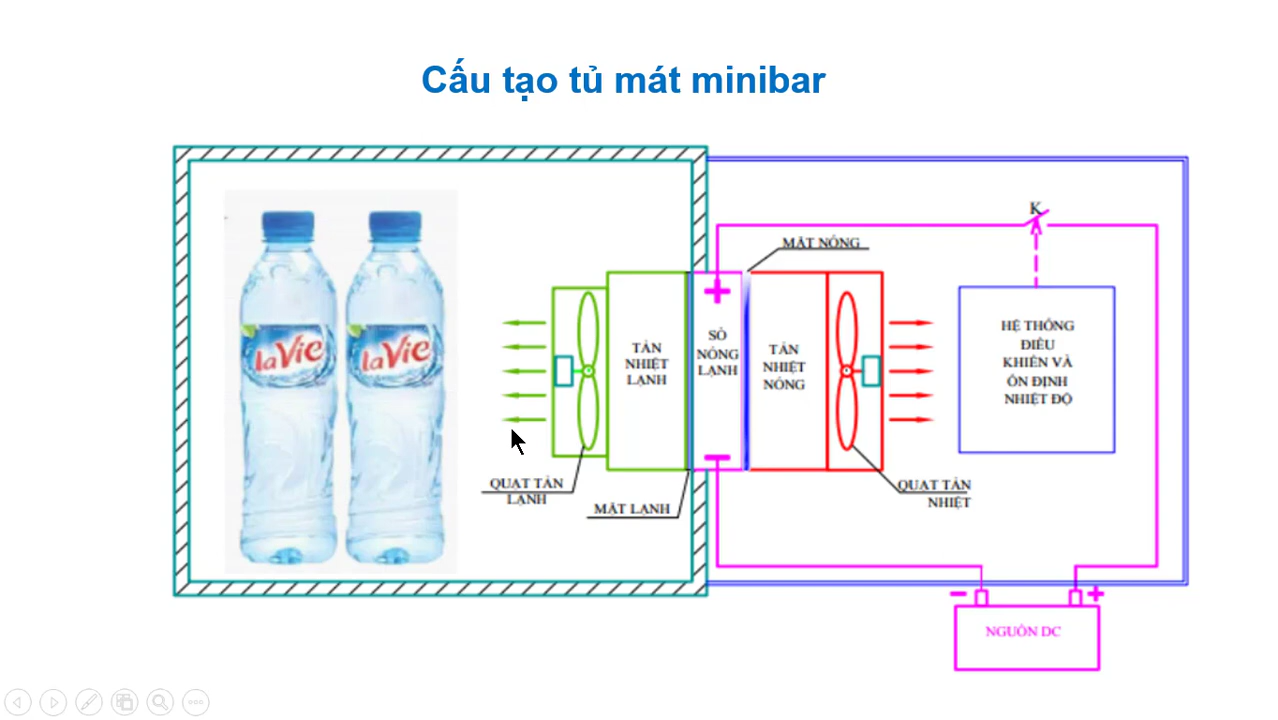 Cấu tạo tủ mát minibar
K
MẶT NÓNG
laVie
laVie
TẢN
NHIỆT
LẠNH
SÒ
NÓNG
LẠNH
TẢN
NHIỆT
NÓNG
HỆ THỐNG
ĐIỀU
KHIỂN VÀ
ỔN ĐỊNH
NHIỆT ĐỘ
QUẠT TẢN
LẠNH
MẶT LẠNH
QUẠT TẢN
NHIỆT
NGUỒN DC